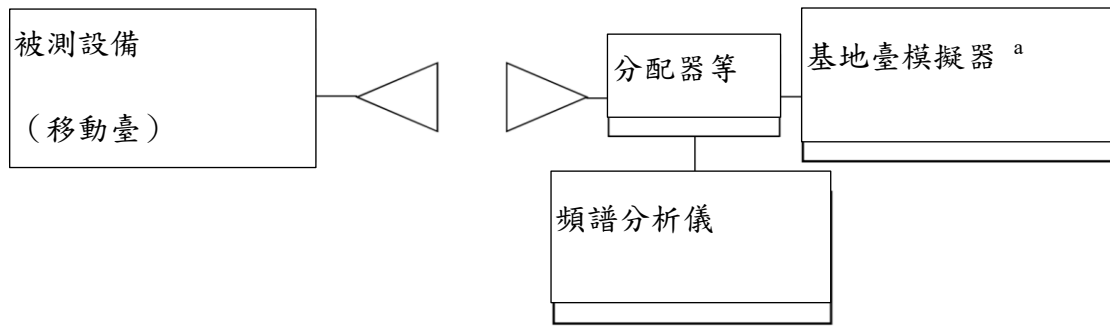 被測設備
（移動臺）
分配器等
基地臺模擬器 a
頻譜分析儀